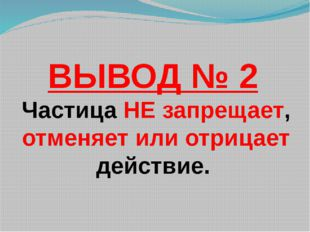 ВЫВОД № 2
Частица НЕ запрещает,
отменяет или отрицает
действие.